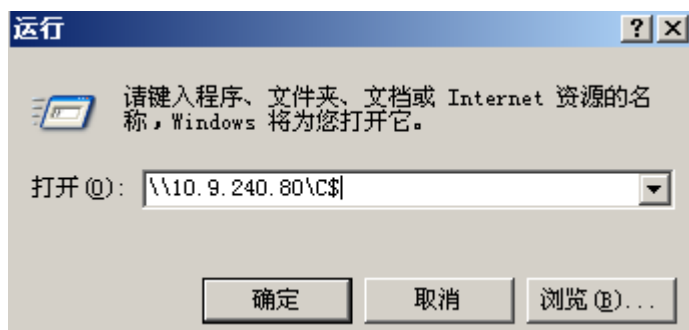 运行
请键入程序、文件夹、文档或 Internet 资源的名
称，Windows 将为您打开它。
打开(O): \\10.9.240.80\C$
确定 取消 浏览(B)...